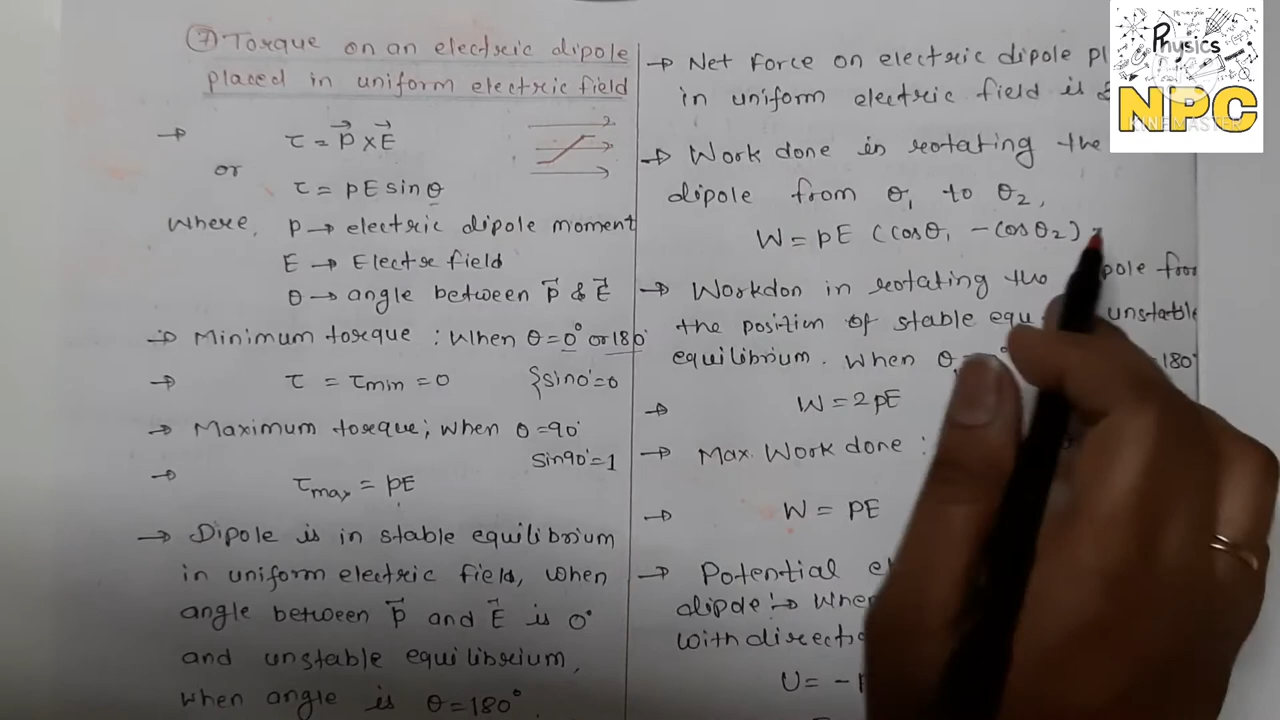 ⑦ Torque on an electric dipole
placed in uniform electric field
→ τ = p⃗ × E⃗
or
τ = pE sinθ
Where, p → electric dipole moment
E → Electre field
θ → angle between p⃗ & E⃗
→ Minimum torque : When θ = 0° or 180°
→ τ = τmin = 0 {sin0° = 0
→ Maximum torque; when θ = 90°
sin90° = 1
→ τmax = pE
→ Dipole is in stable equilibrium
in uniform electric field, when
angle between p⃗ and E⃗ is 0°
and unstable equilibrium,
when angle is θ = 180°.
→ Net Force on electric dipole
in uniform electric field is
→ Work done in rotating the
dipole from θ₁ to θ₂,
W = pE (cosθ₁ - cosθ₂)
→ Workdon in rotating the
the position of stable unstable
equilibrium. When 180°
→ W = 2pE
→ Max. Work done :
→ W = pE
→ Potential
dipole :→
with
U = -
Physics
NPC
KINEMASTER